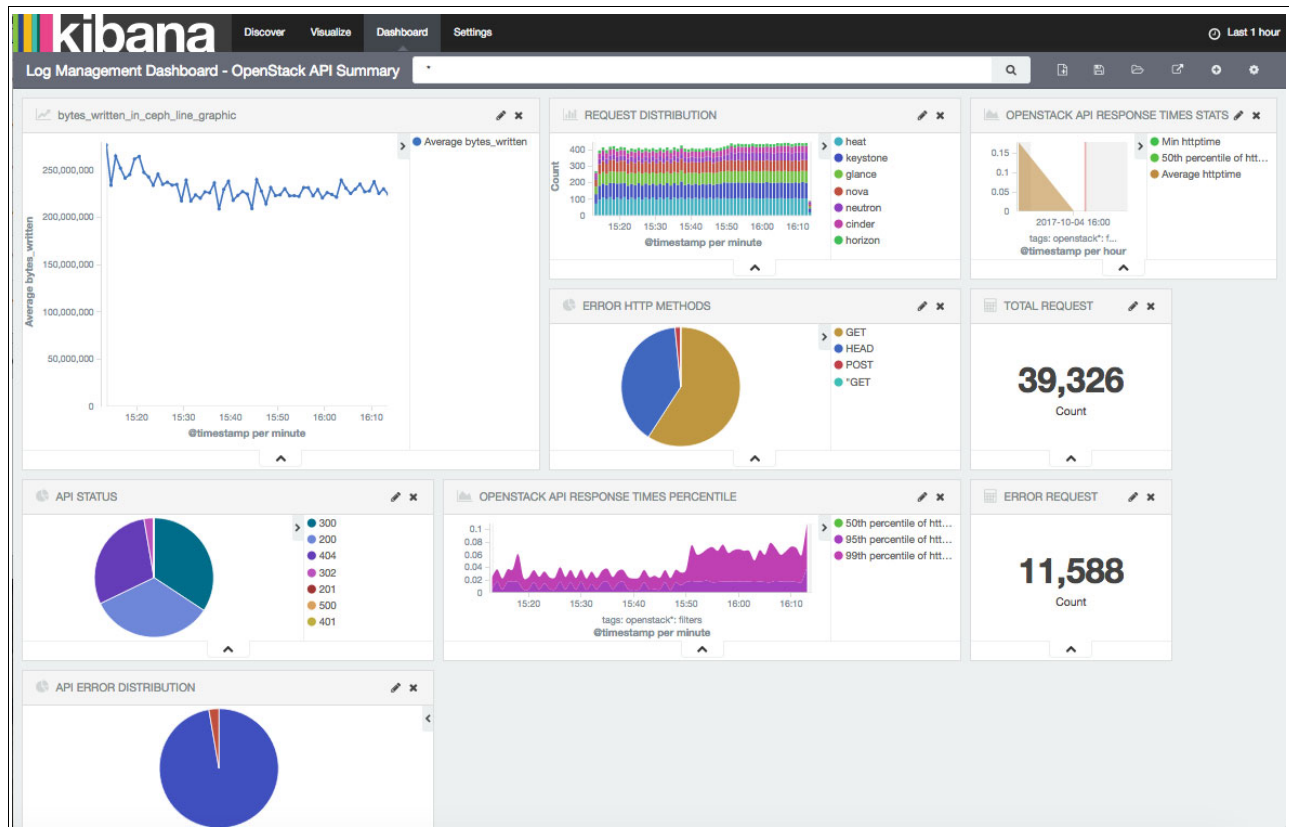 kibana
Discover Visualize Dashboard Settings
Last 1 hour
Log Management Dashboard - OpenStack API Summary
*
bytes_written_in_ceph_line_graphic
Average bytes_written
250,000,000
200,000,000
150,000,000
100,000,000
50,000,000
0
Average bytes_written
15:20 15:30 15:40 15:50 16:00 16:10
@timestamp per minute
REQUEST DISTRIBUTION
400
300
200
100
0
Count
15:20 15:30 15:40 15:50 16:00 16:10
@timestamp per minute
heat
keystone
glance
nova
neutron
cinder
horizon
OPENSTACK API RESPONSE TIMES STATS
0.15
0.1
0.05
0
2017-10-04 16:00
tags: openstack*: f...
@timestamp per hour
Min httptime
50th percentile of htt...
Average httptime
ERROR HTTP METHODS
GET
HEAD
POST
"GET
TOTAL REQUEST
39,326
Count
API STATUS
300
200
404
302
201
500
401
OPENSTACK API RESPONSE TIMES PERCENTILE
0.1
0.08
0.06
0.04
0.02
0
15:20 15:30 15:40 15:50 16:00 16:10
tags: openstack*: filters
@timestamp per minute
50th percentile of htt...
95th percentile of htt...
99th percentile of htt...
ERROR REQUEST
11,588
Count
API ERROR DISTRIBUTION